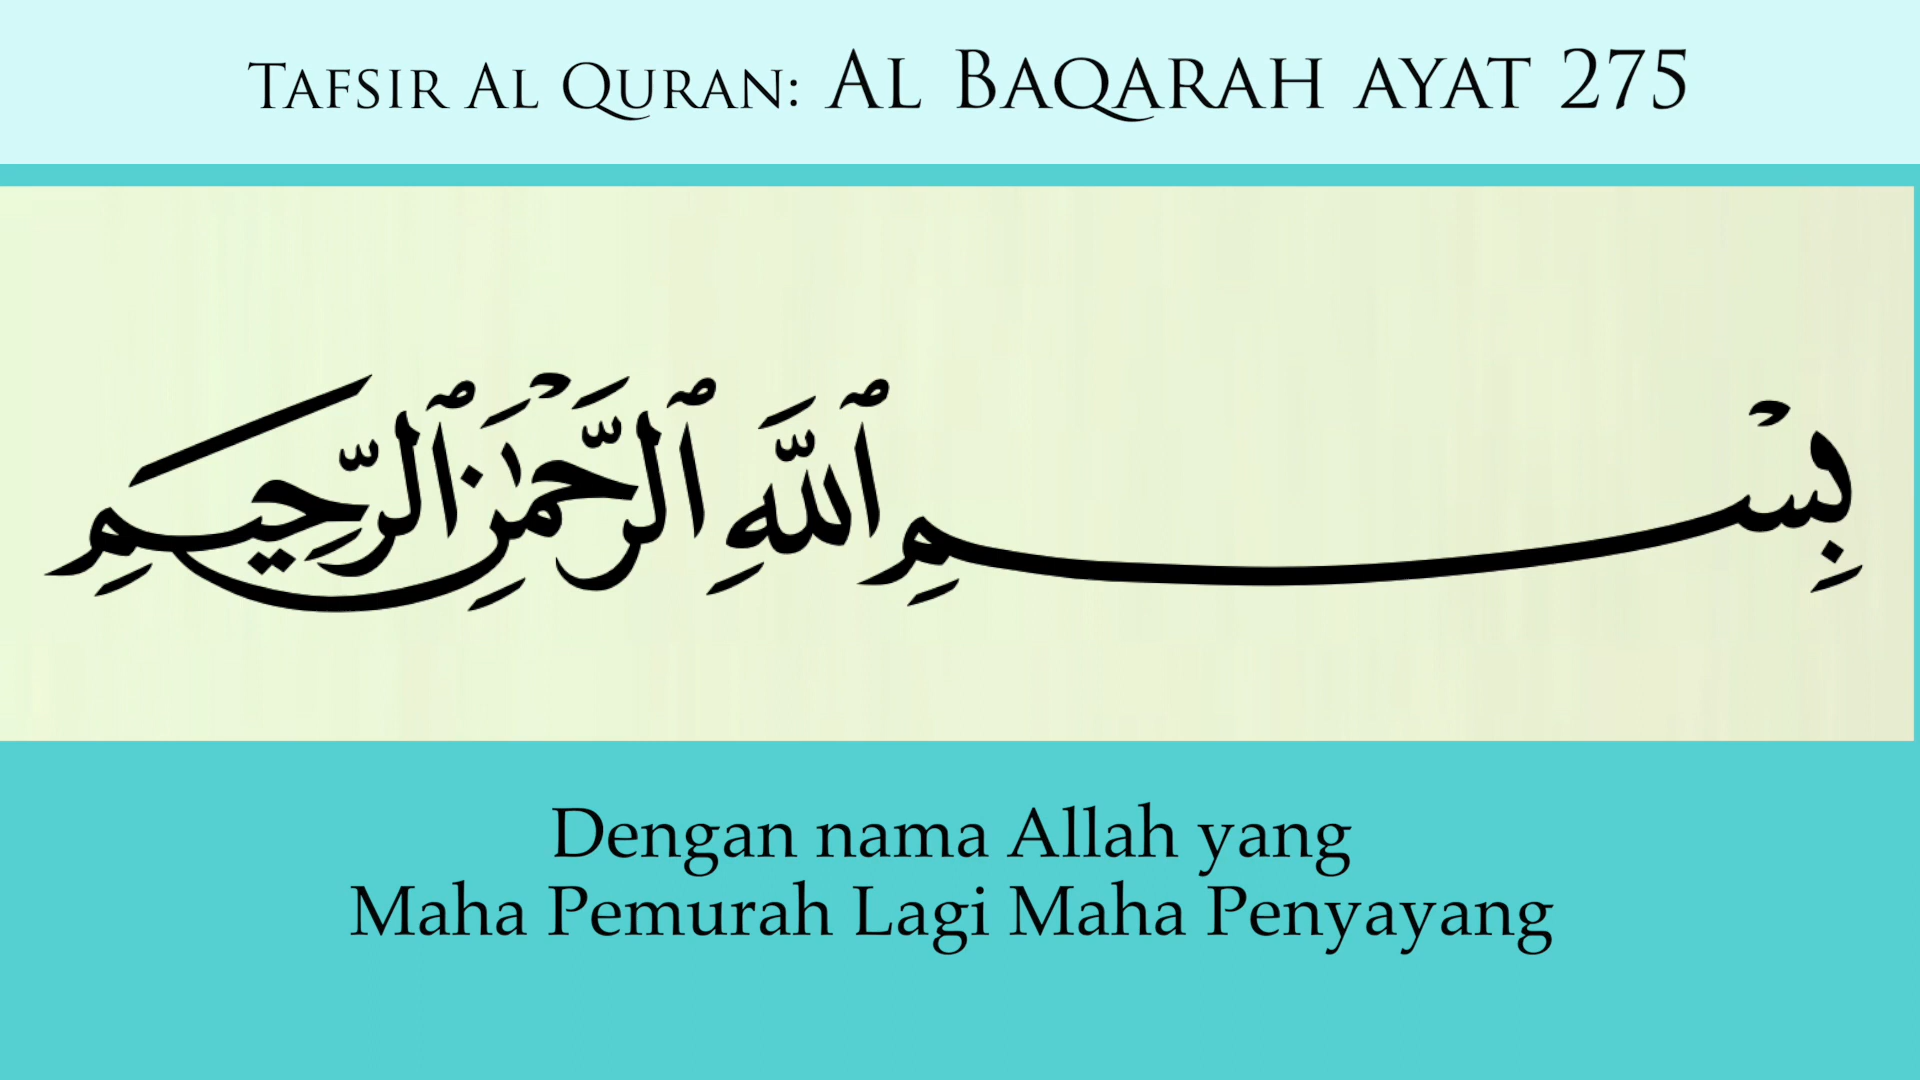 Tafsir Al Quran: Al Baqarah ayat 275
بِسْمِ ٱللَّهِ ٱلرَّحْمَٰنِ ٱلرَّحِيمِ
Dengan nama Allah yang
Maha Pemurah Lagi Maha Penyayang